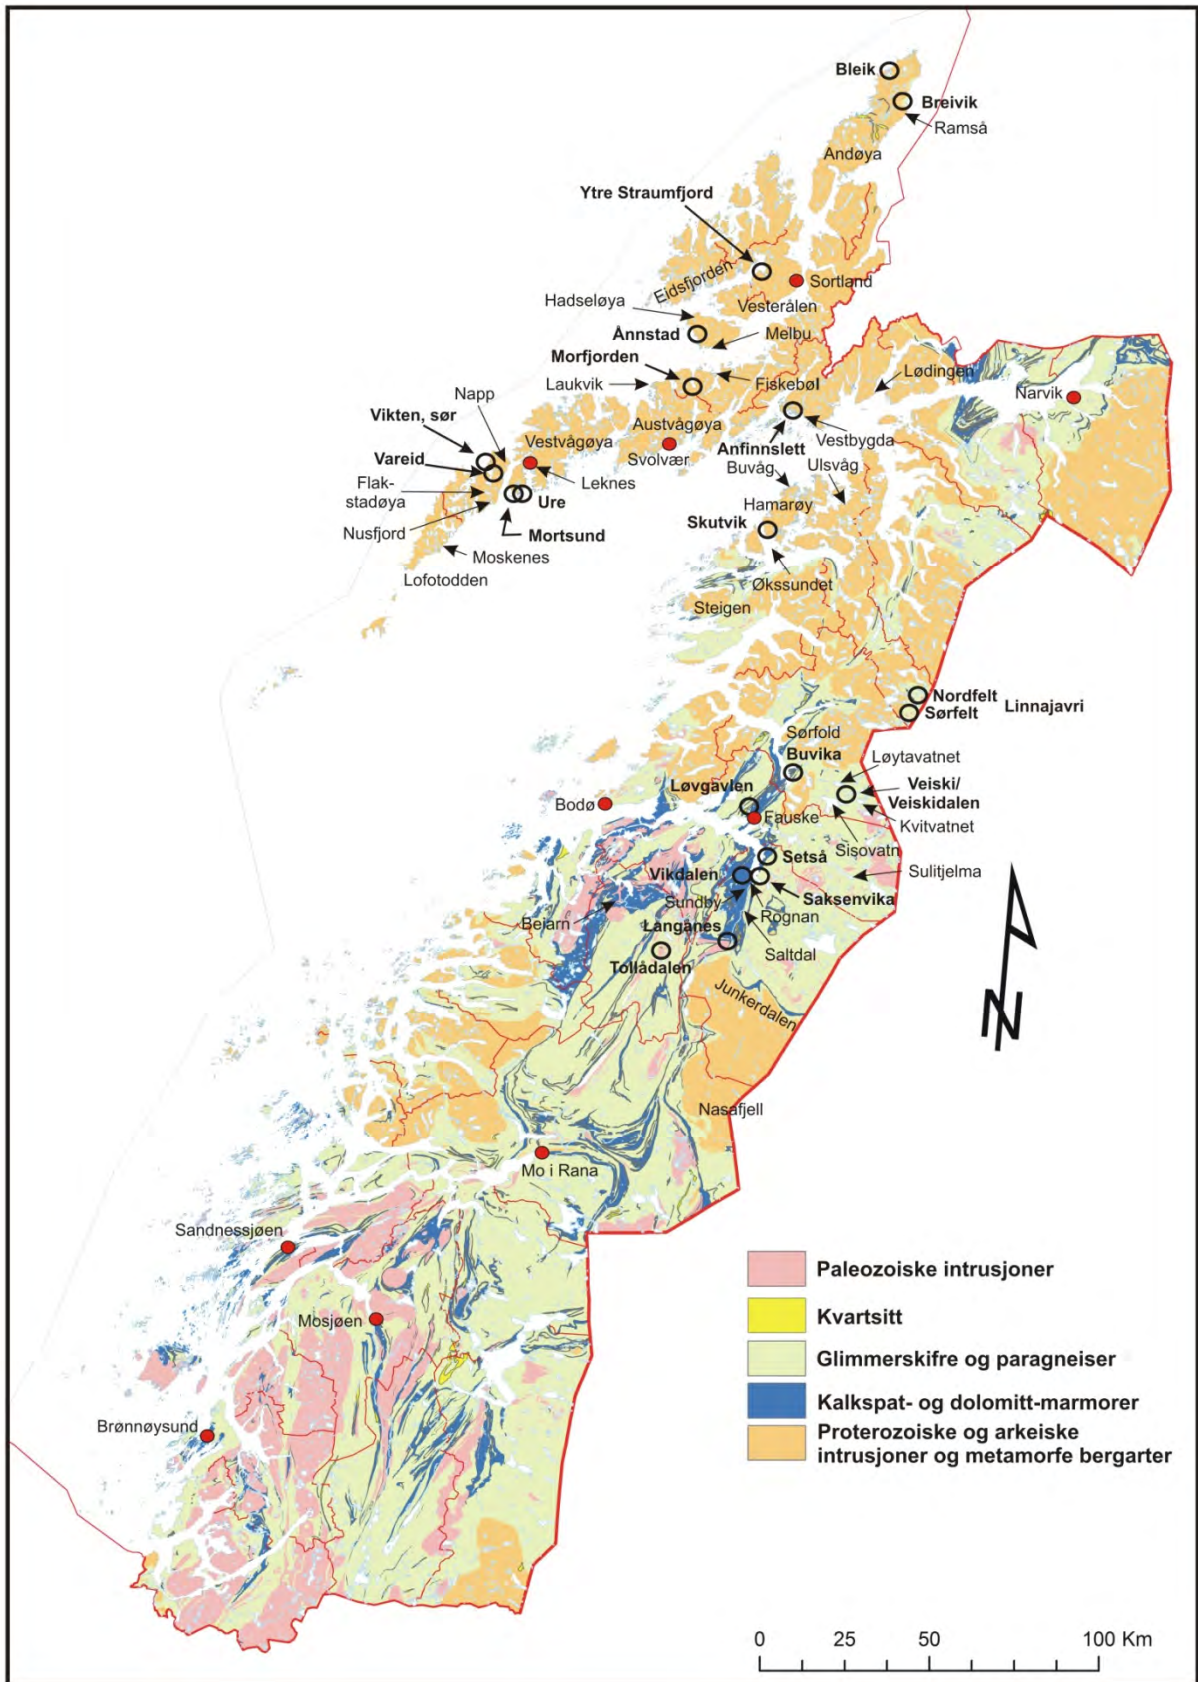 Bleik
Breivik
Ramså
Andøya
Ytre Straumfjord
Eidsfjorden
Sortland
Hadseløya
Vesterålen
Ånnstad
Melbu
Morfjorden
Laukvik
Fiskebøl
Lødingen
Narvik
Napp
Vikten, sør
Vestvågøya
Austvågøya
Vestbygda
Svolvær
Anfinnslett
Vareid
Buvåg
Ulsvåg
Leknes
Flak-
stadøya
Ure
Hamarøy
Nusfjord
Skutvik
Mortsund
Moskenes
Lofotodden
Økssundet
Steigen
Nordfelt
Linnajavri
Sørfelt
Sørfold
Buvika
Løytavatnet
Løvgavlen
Veiski/
Veiskidalen
Bodø
Fauske
Kvitvatnet
Sisovatn
Setså
Sulitjelma
Vikdalen
Sundby
Saksenvika
Rognan
Beiarn
Langånes
Saltdal
Tollådalen
Junkerdalen
Nasafjell
N
Mo i Rana
Sandnessjøen
Mosjøen
Brønnøysund
Paleozoiske intrusjoner
Kvartsitt
Glimmerskifre og paragneiser
Kalkspat- og dolomitt-marmorer
Proterozoiske og arkeiske
intrusjoner og metamorfe bergarter
0 25 50 100 Km